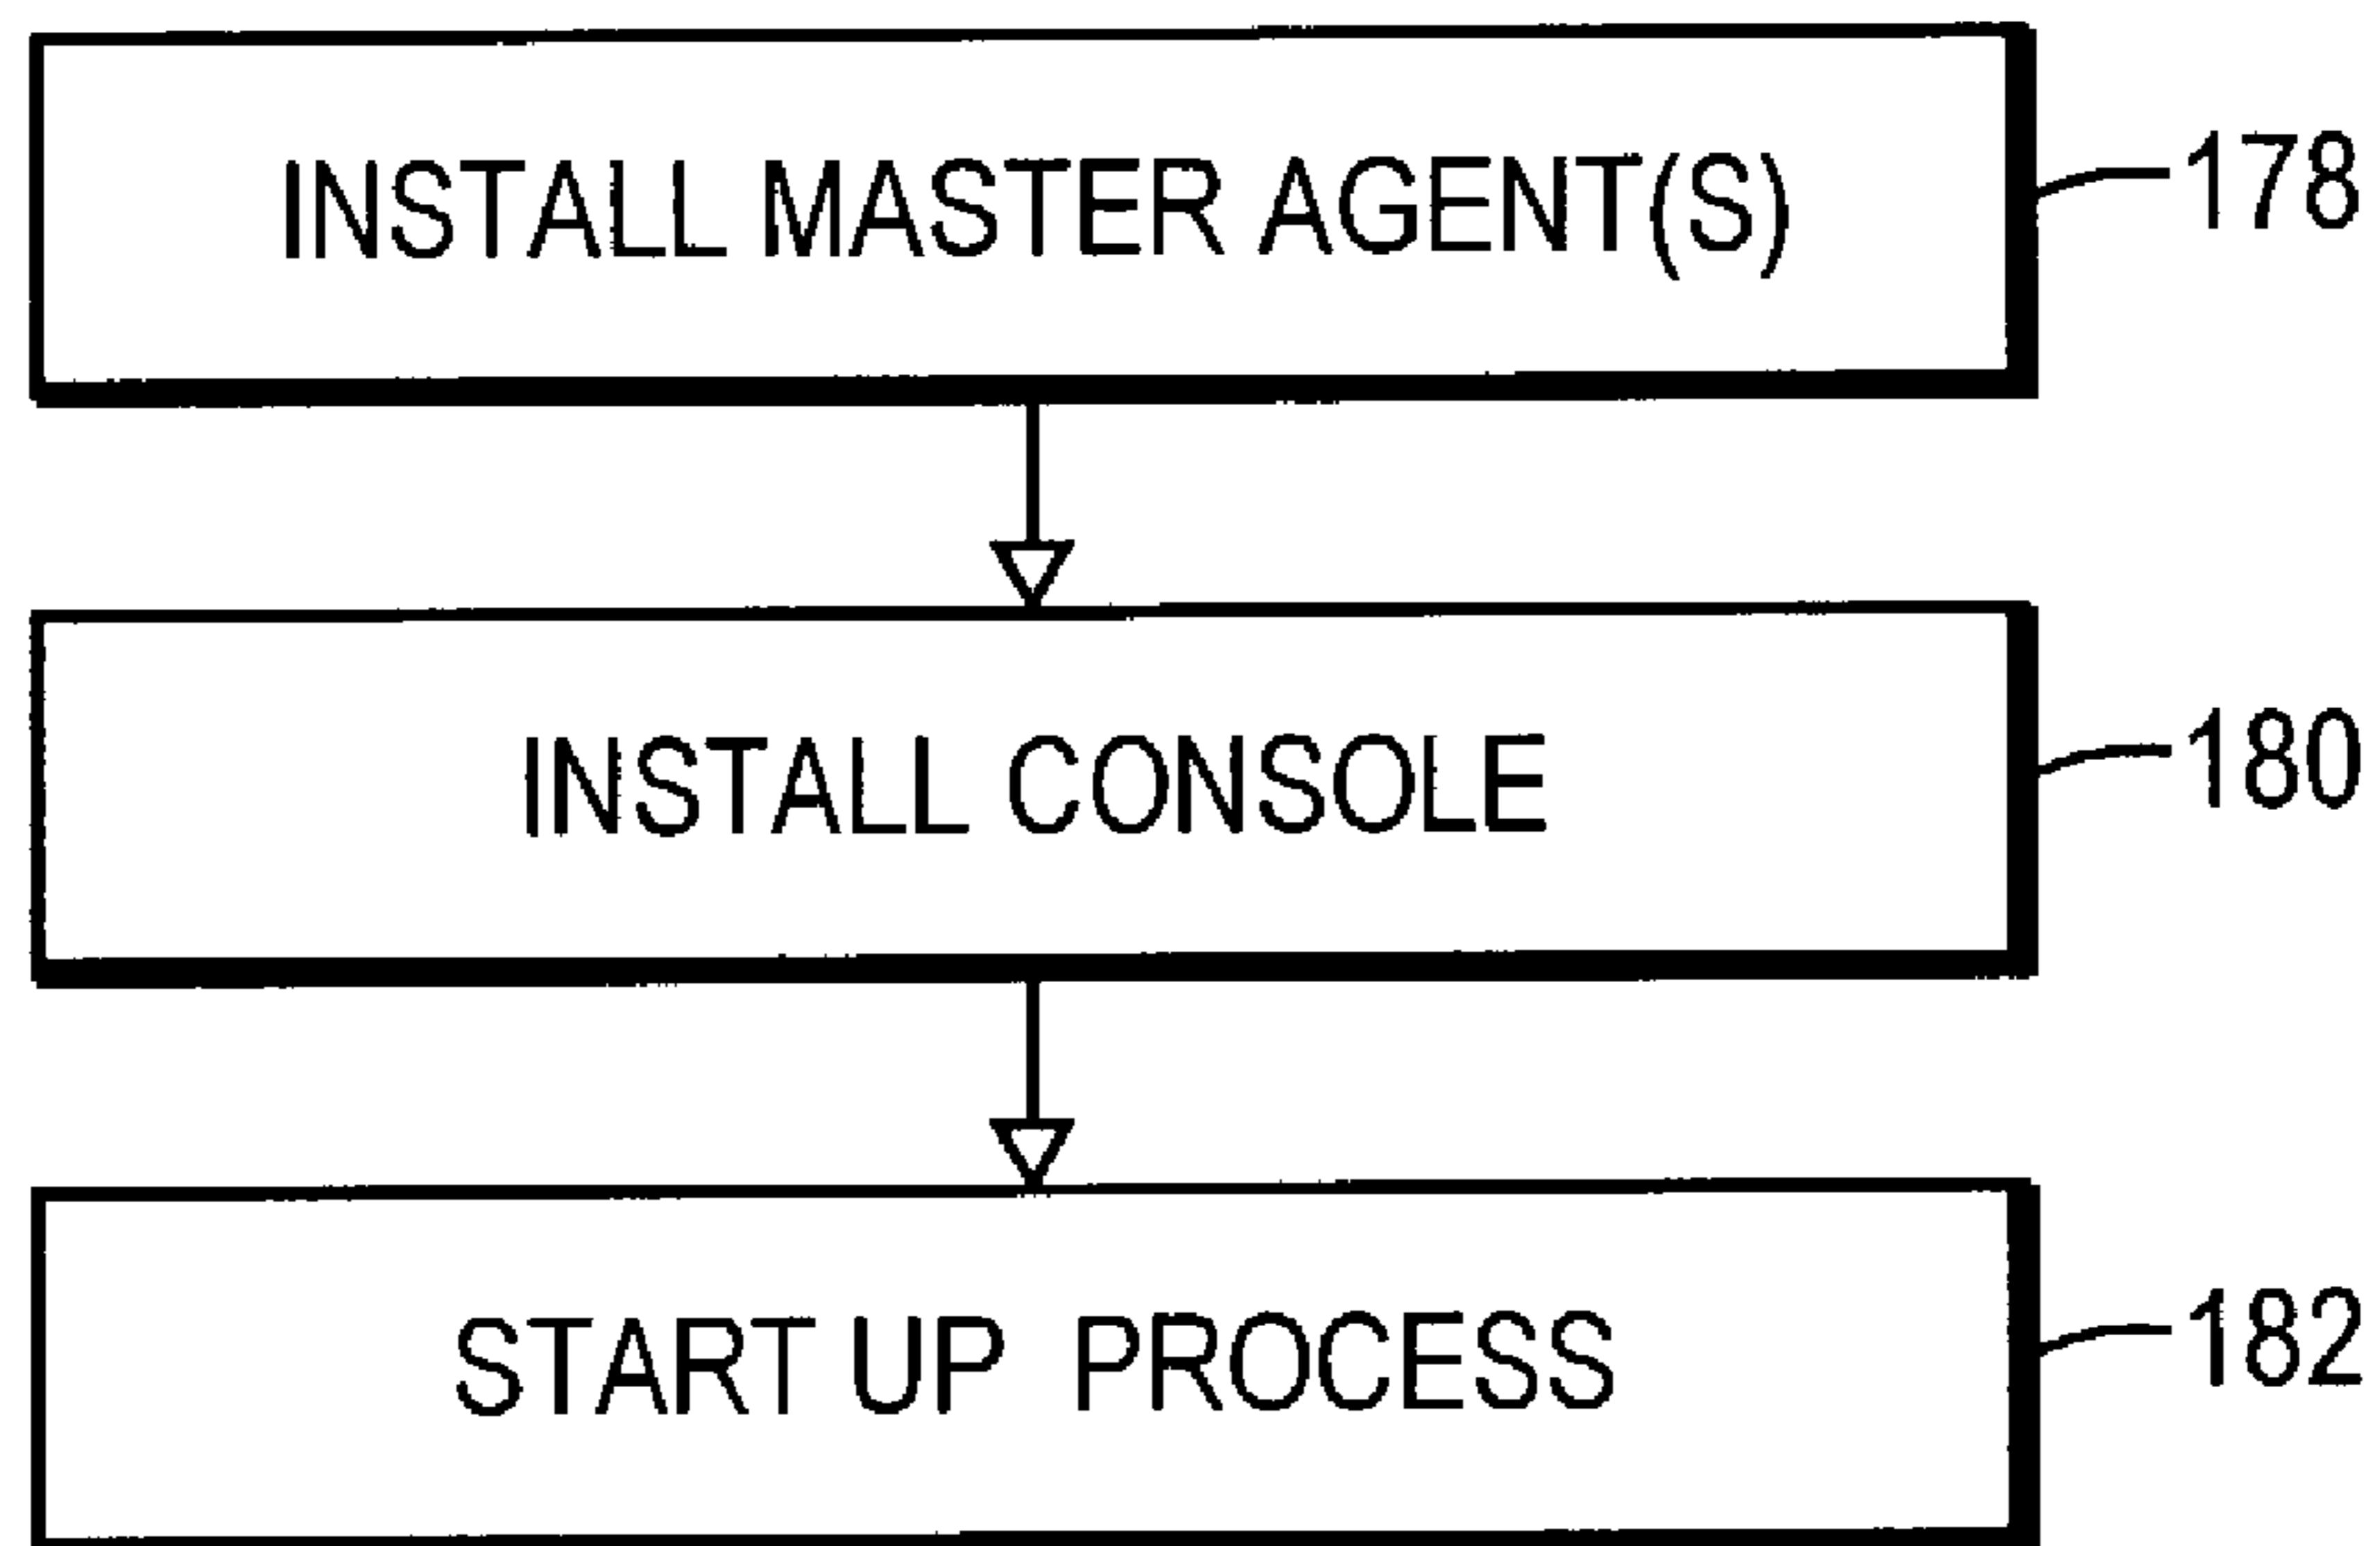 INSTALL MASTER AGENT(S)
178
INSTALL CONSOLE
180
START UP PROCESS
182